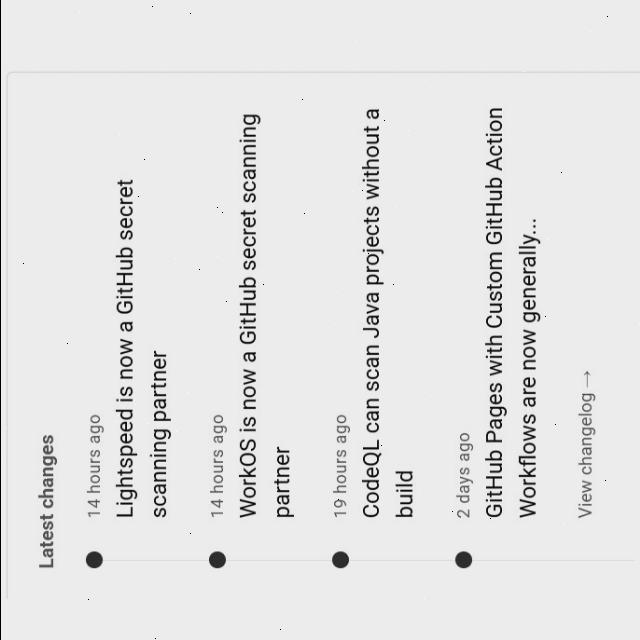 Latest changes
14 hours ago
Lightspeed is now a GitHub secret
scanning partner
14 hours ago
WorkOS is now a GitHub secret scanning
partner
19 hours ago
CodeQL can scan Java projects without a
build
2 days ago
GitHub Pages with Custom GitHub Action
Workflows are now generally...
View changelog →